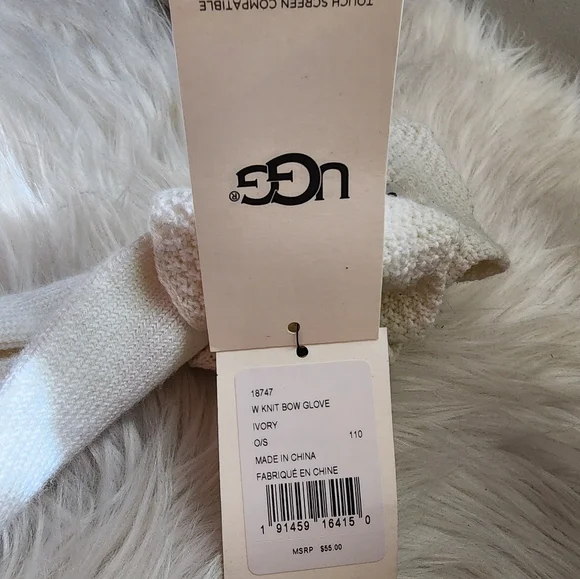 TOUCH SCREEN COMPATIBLE
UGG®
18747
W KNIT BOW GLOVE
IVORY
O/S 110
MADE IN CHINA
FABRIQUÉ EN CHINE
1 91459 16415 0
MSRP $55.00